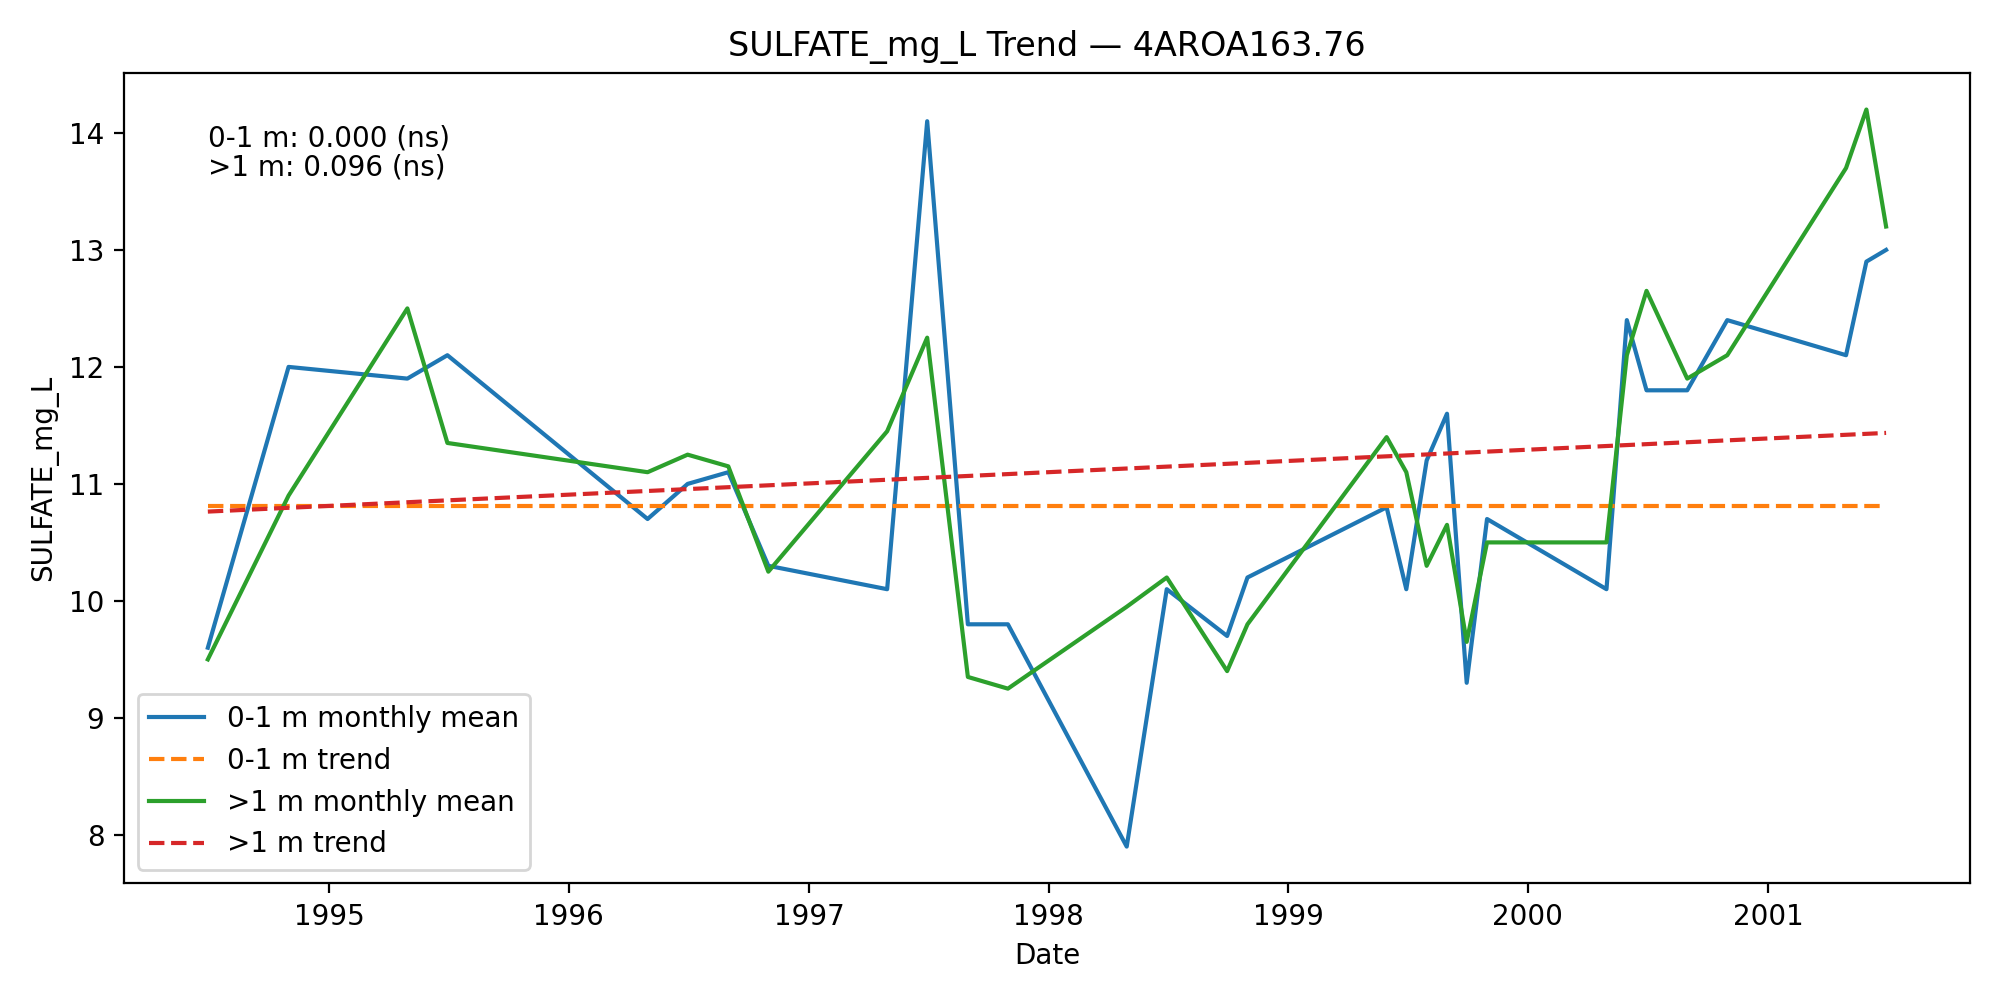 SULFATE_mg_L Trend — 4AROA163.76
0-1 m: 0.000 (ns)
>1 m: 0.096 (ns)
14
13
12
11
10
9
8
SULFATE_mg_L
0-1 m monthly mean
0-1 m trend
>1 m monthly mean
>1 m trend
1995
1996
1997
1998
1999
2000
2001
Date